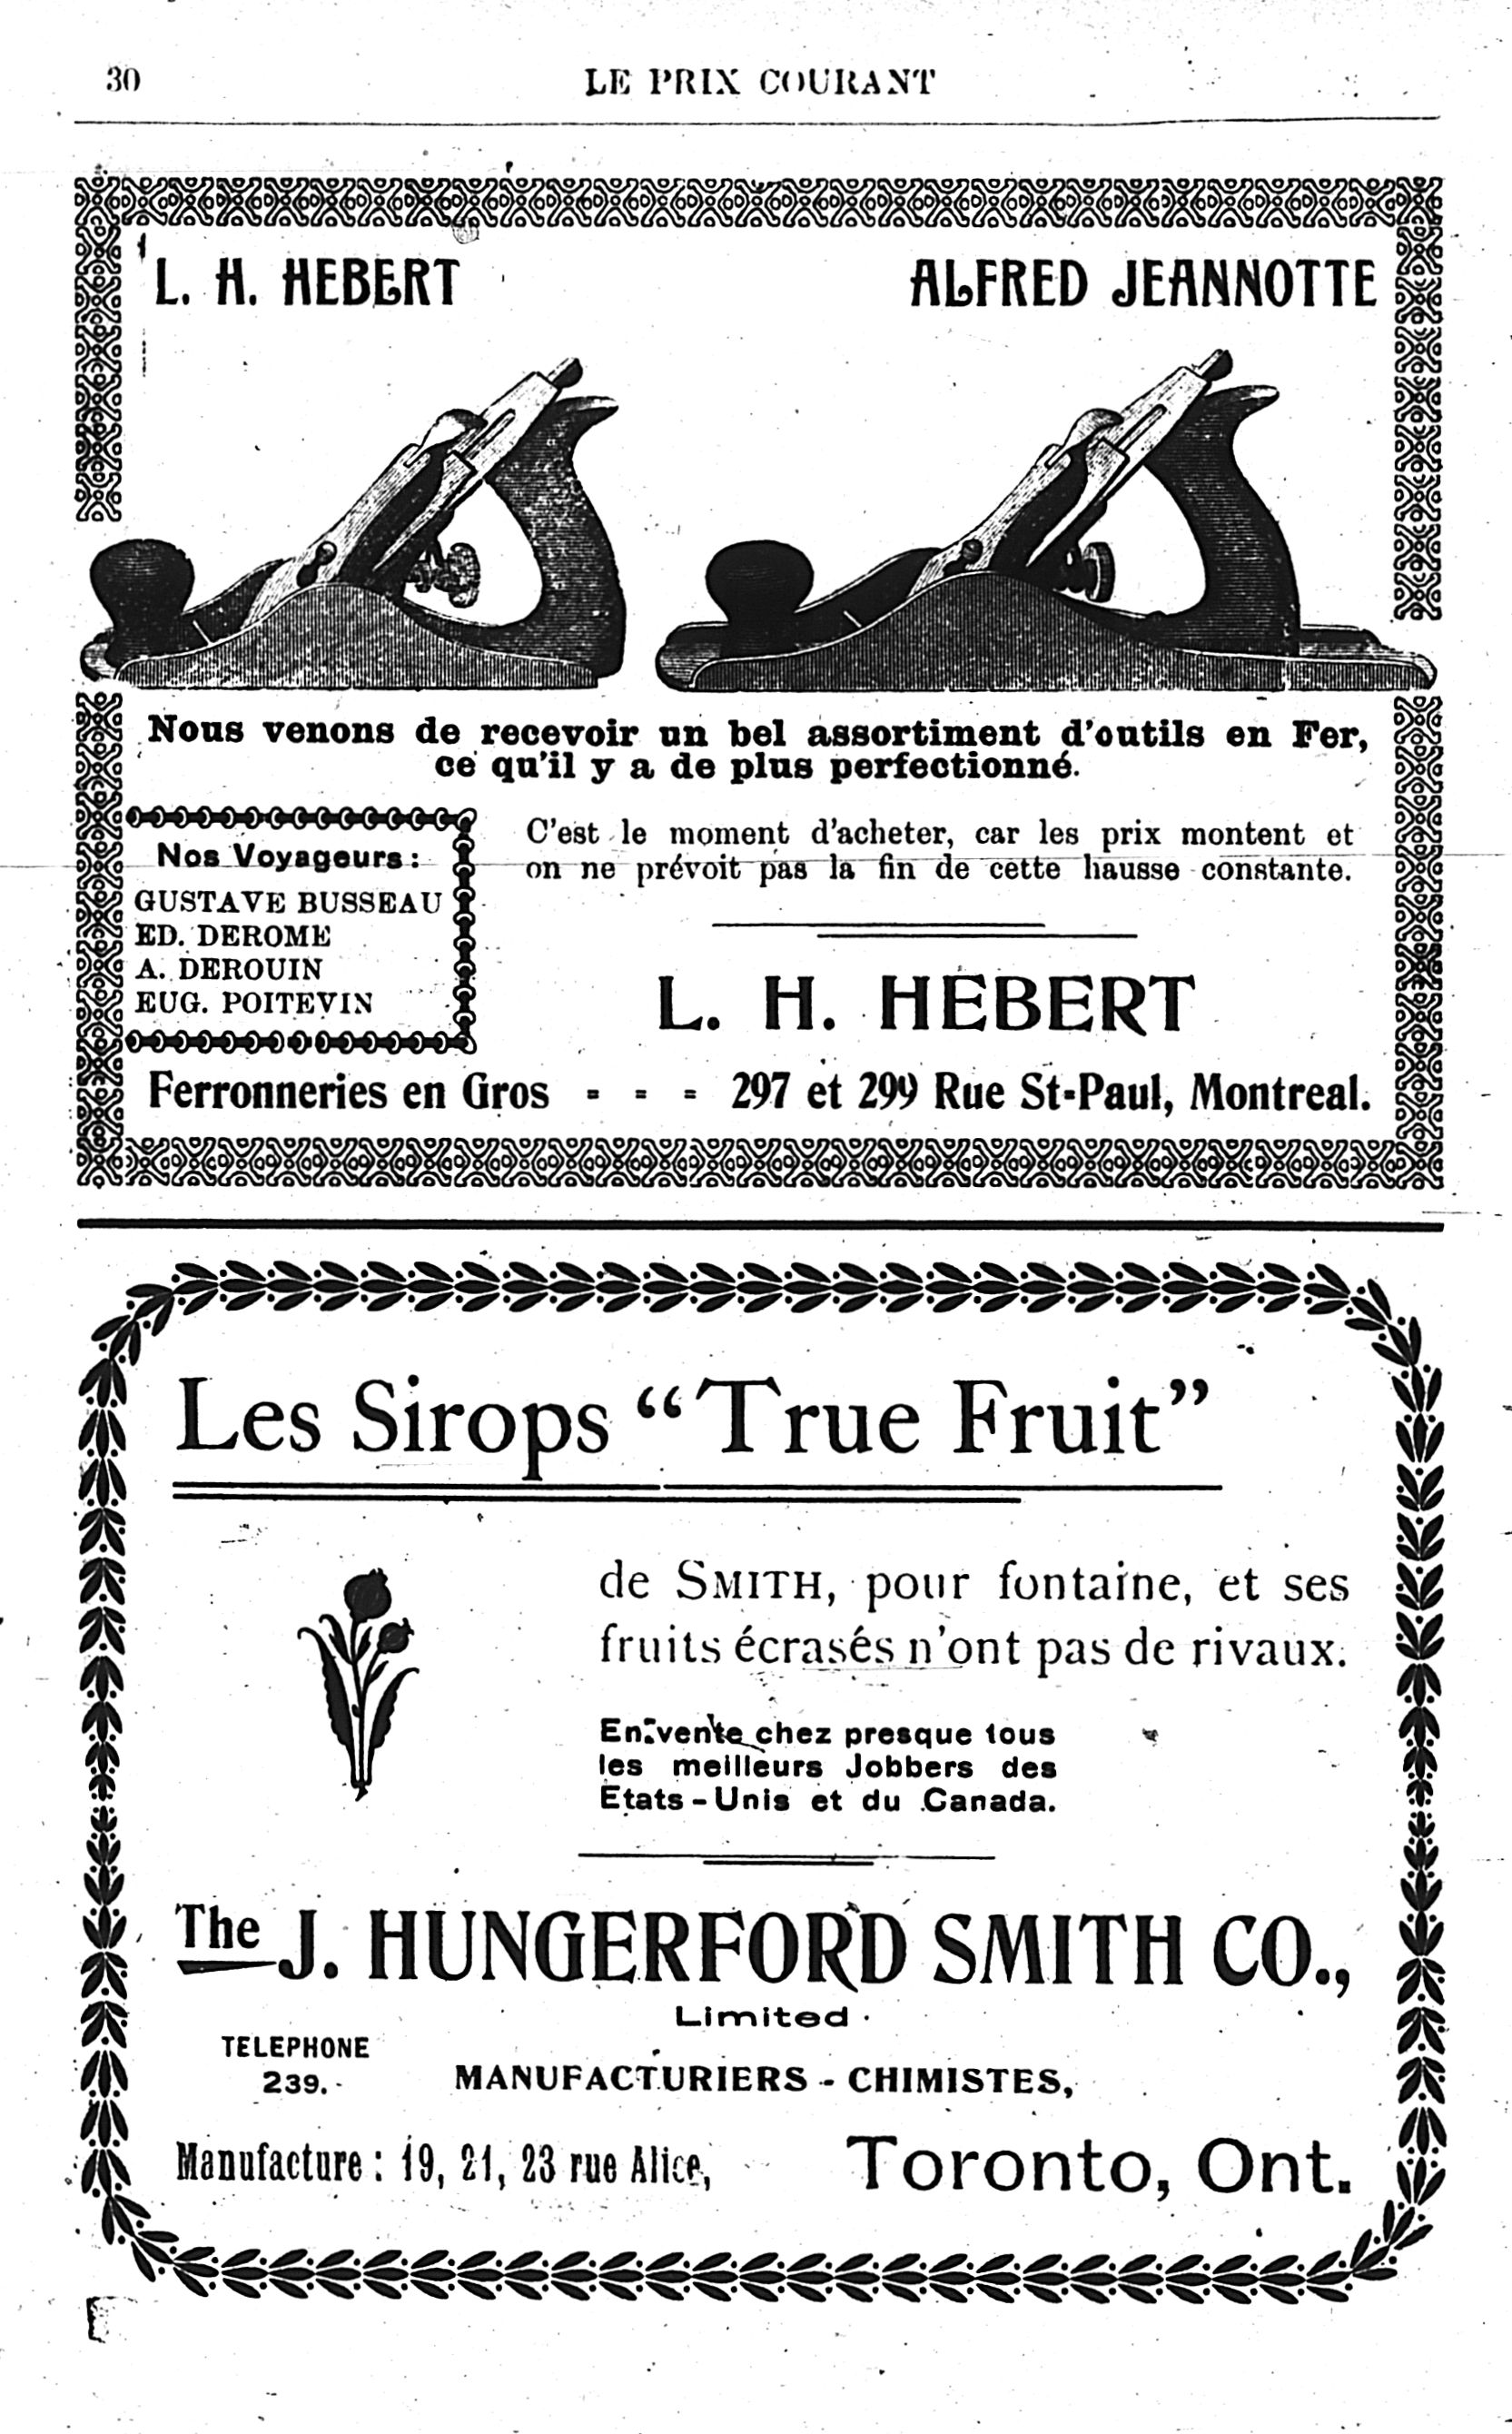 30
LE PRIX COURANT
L. H. HEBERT
ALFRED JEANNOTTE
Nous venons de recevoir un bel assortiment d'outils en Fer,
ce qu'il y a de plus perfectionné.
Nos Voyageurs:
GUSTAVE BUSSEAU
ED. DEROME
A. DEROUIN
EUG. POITEVIN
C'est le moment d'acheter, car les prix montent et
on ne prévoit pas la fin de cette hausse constante.
L. H. HEBERT
Ferronneries en Gros - - - 297 et 299 Rue St-Paul, Montreal.
Les Sirops "True Fruit"
de SMITH, pour fontaine, et ses
fruits écrasés n'ont pas de rivaux.
En vente chez presque tous
les meilleurs Jobbers des
Etats-Unis et du Canada.
The J. HUNGERFORD SMITH CO.,
Limited
TELEPHONE
239.
MANUFACTURIERS - CHIMISTES,
Manufacture : 19, 21, 23 rue Alice,
Toronto, Ont.